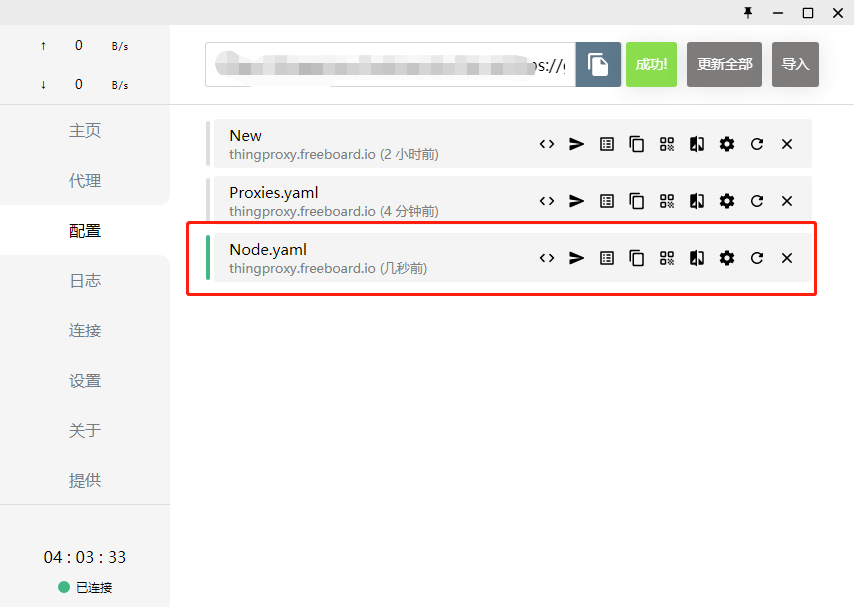 ↑ 0 B/s
↓ 0 B/s
主页
代理
配置
日志
连接
设置
关于
提供
04 : 03 : 33
已连接
成功!
更新全部
导入
New
thingproxy.freeboard.io (2 小时前)
Proxies.yaml
thingproxy.freeboard.io (4 分钟前)
Node.yaml
thingproxy.freeboard.io (几秒前)